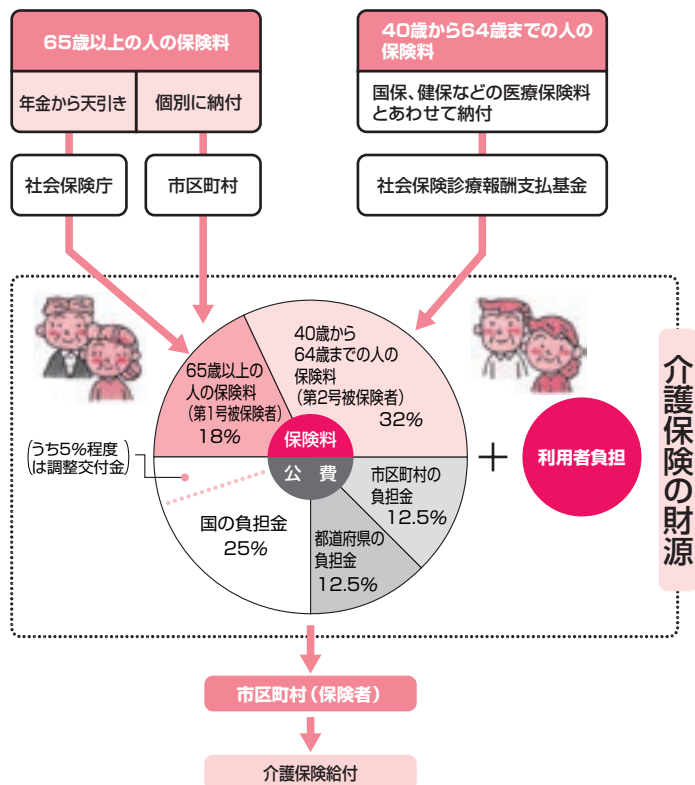 65歳以上の人の保険料
年金から天引き
個別に納付
社会保険庁
市区町村
40歳から64歳までの人の
保険料
国保、健保などの医療保険料
とあわせて納付
社会保険診療報酬支払基金
65歳以上の
人の保険料
(第1号被保険者)
18%
40歳から
64歳までの人の
保険料
(第2号被保険者)
32%
保険料
公 費
(うち5%程度
は調整交付金)
国の負担金
25%
都道府県の
負担金
12.5%
市区町村の
負担金
12.5%
+
利用者負担
介護保険の財源
市区町村(保険者)
介護保険給付